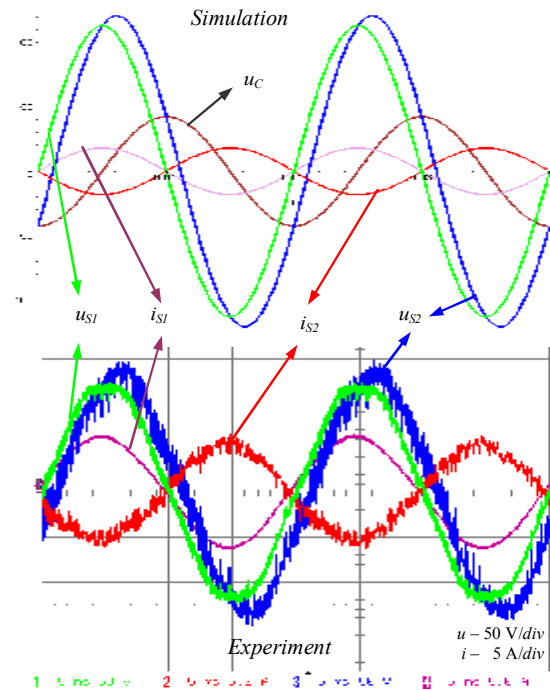 Simulation
u_C
u_S1 i_S1 i_S2 u_S2
Experiment
u – 50 V/div
i – 5 A/div